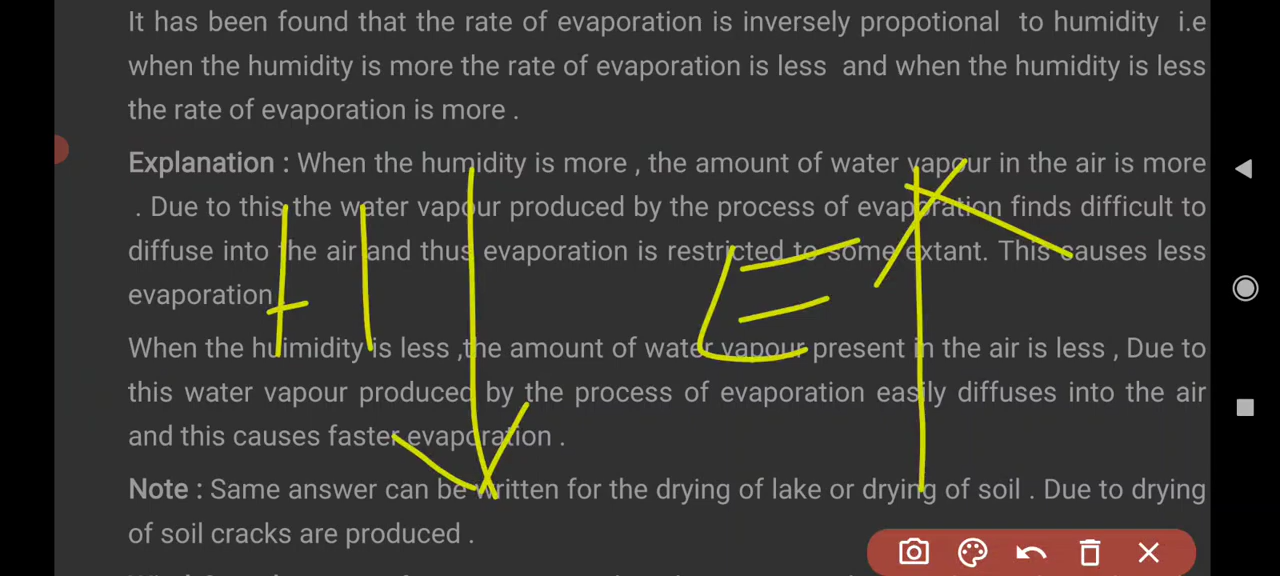 It has been found that the rate of evaporation is inversely propotional to humidity i.e
when the humidity is more the rate of evaporation is less and when the humidity is less
the rate of evaporation is more .
Explanation : When the humidity is more , the amount of water vapour in the air is more
. Due to this the water vapour produced by the process of evaporation finds difficult to
diffuse into the air and thus evaporation is restricted to some extant. This causes less
evaporation
H ↓ E ↑
When the huimidity is less ,the amount of water vapour present in the air is less , Due to
this water vapour produced by the process of evaporation easily diffuses into the air
and this causes faster evaporation .
Note : Same answer can be written for the drying of lake or drying of soil . Due to drying
of soil cracks are produced .